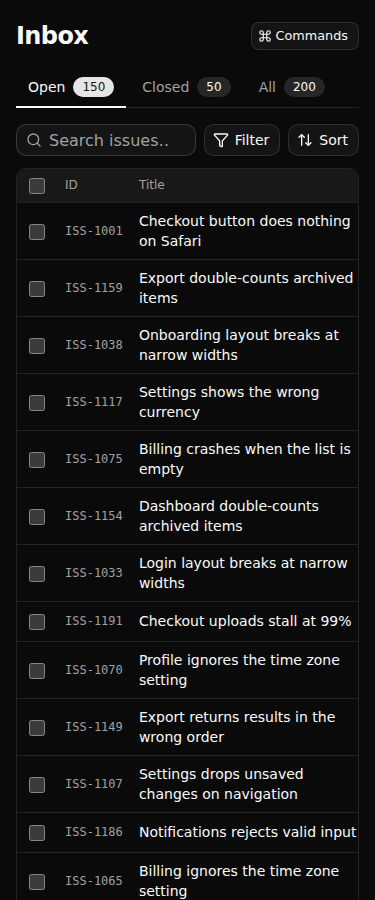 Inbox
⌘ Commands
Open 150 Closed 50 All 200
Search issues.. Filter Sort
ID Title
ISS-1001 Checkout button does nothing
on Safari
ISS-1159 Export double-counts archived
items
ISS-1038 Onboarding layout breaks at
narrow widths
ISS-1117 Settings shows the wrong
currency
ISS-1075 Billing crashes when the list is
empty
ISS-1154 Dashboard double-counts
archived items
ISS-1033 Login layout breaks at narrow
widths
ISS-1191 Checkout uploads stall at 99%
ISS-1070 Profile ignores the time zone
setting
ISS-1149 Export returns results in the
wrong order
ISS-1107 Settings drops unsaved
changes on navigation
ISS-1186 Notifications rejects valid input
ISS-1065 Billing ignores the time zone
setting